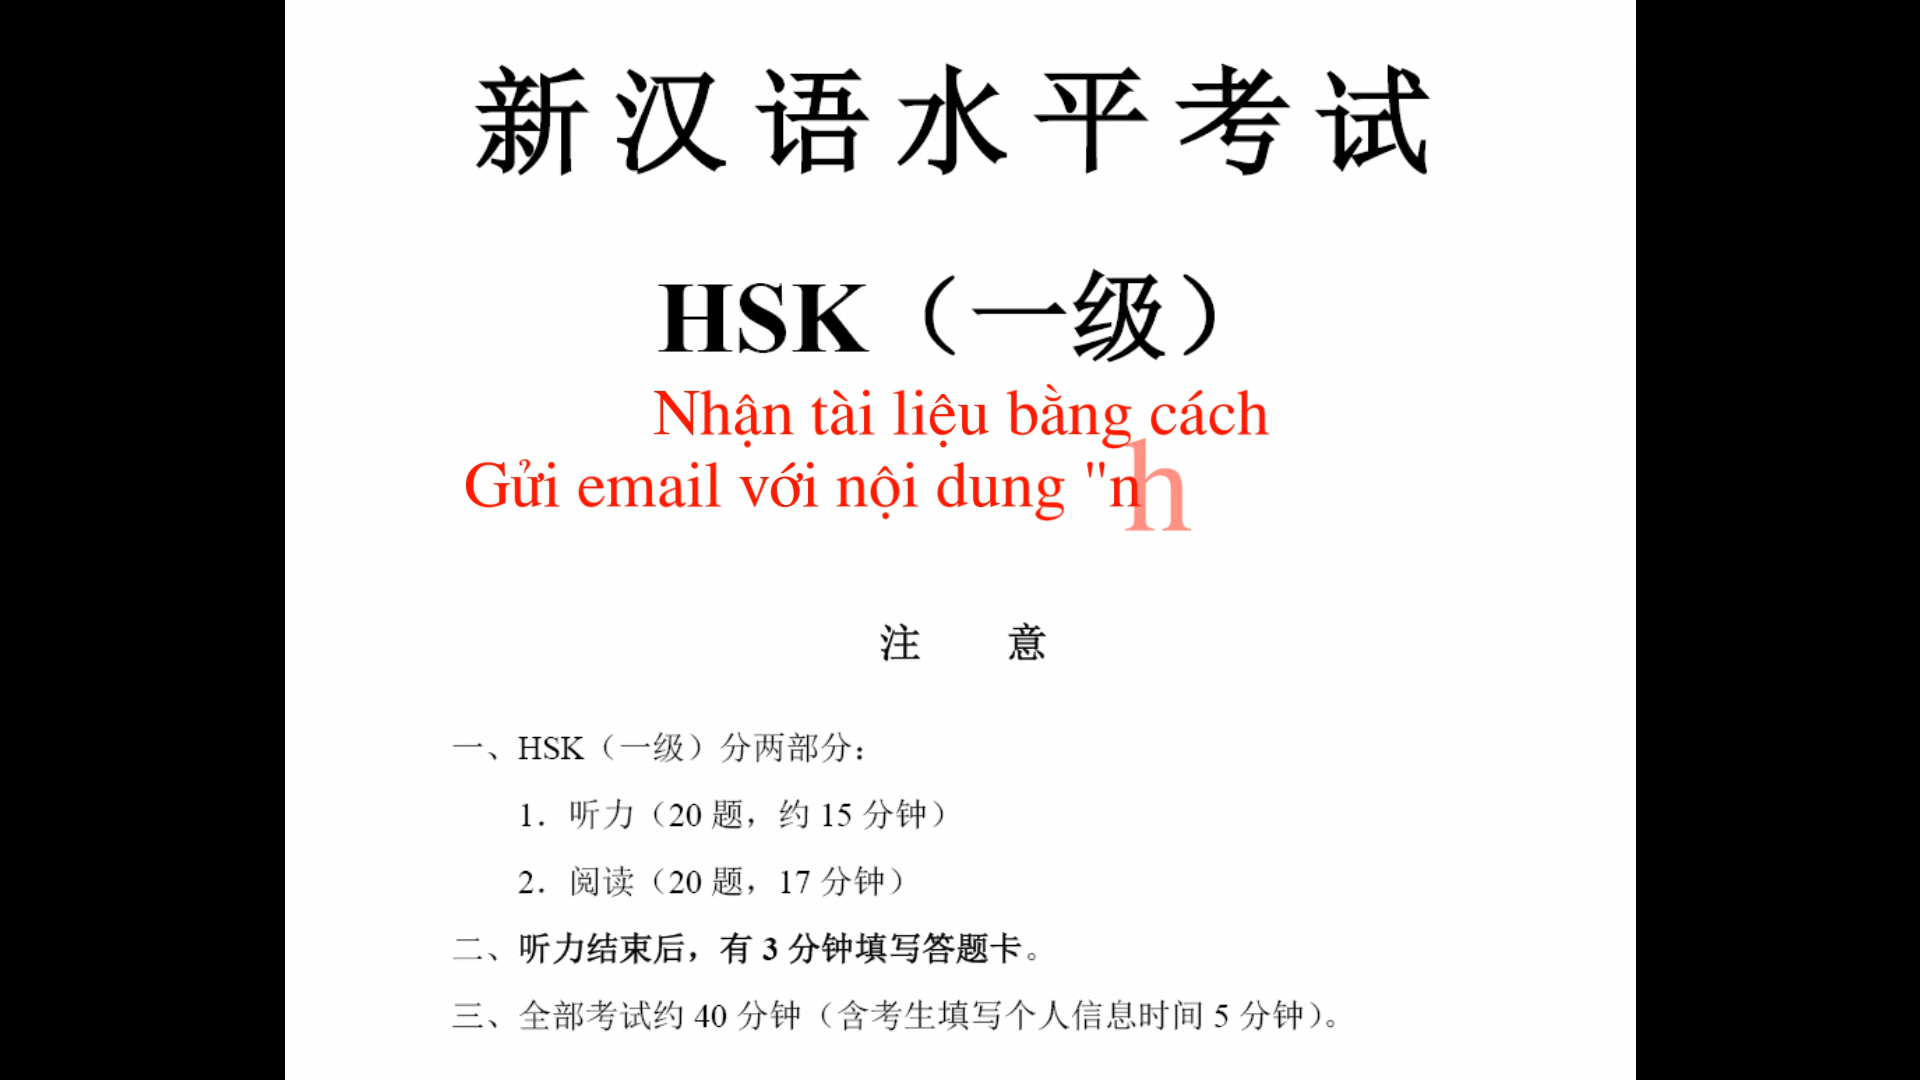 新汉语水平考试
HSK（一级）
Nhận tài liệu bằng cách
Gửi email với nội dung "nh
注 意
一、HSK（一级）分两部分：
1．听力（20 题，约 15 分钟）
2．阅读（20 题，17 分钟）
二、听力结束后，有 3 分钟填写答题卡。
三、全部考试约 40 分钟（含考生填写个人信息时间 5 分钟）。